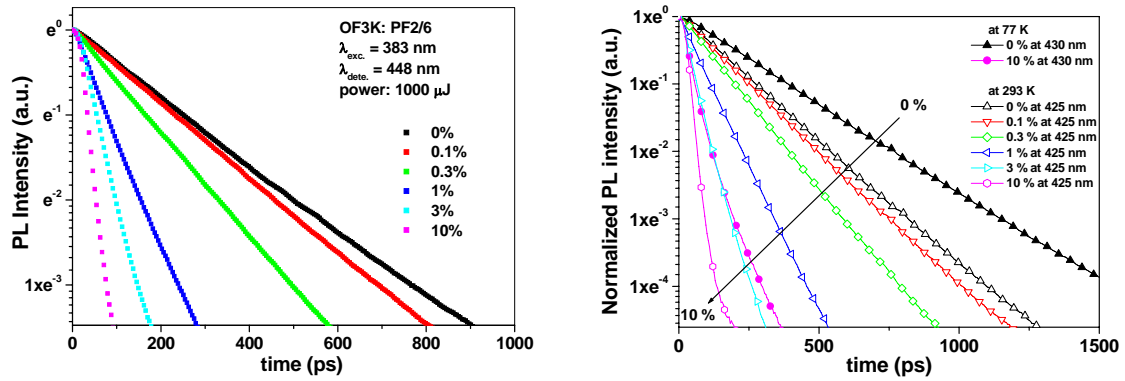 PL Intensity (a.u.)
e⁰
e⁻¹
e⁻²
1xe⁻³
0 200 400 600 800 1000
time (ps)
OF3K: PF2/6
λexc. = 383 nm
λdete. = 448 nm
power: 1000 µJ
0%
0.1%
0.3%
1%
3%
10%
Normalized PL intensity (a.u.)
1xe⁰
1xe⁻¹
1xe⁻²
1xe⁻³
1xe⁻⁴
0 500 1000 1500
time (ps)
at 77 K
0 % at 430 nm
10 % at 430 nm
at 293 K
0 % at 425 nm
0.1 % at 425 nm
0.3 % at 425 nm
1 % at 425 nm
3 % at 425 nm
10 % at 425 nm
0 %
10 %